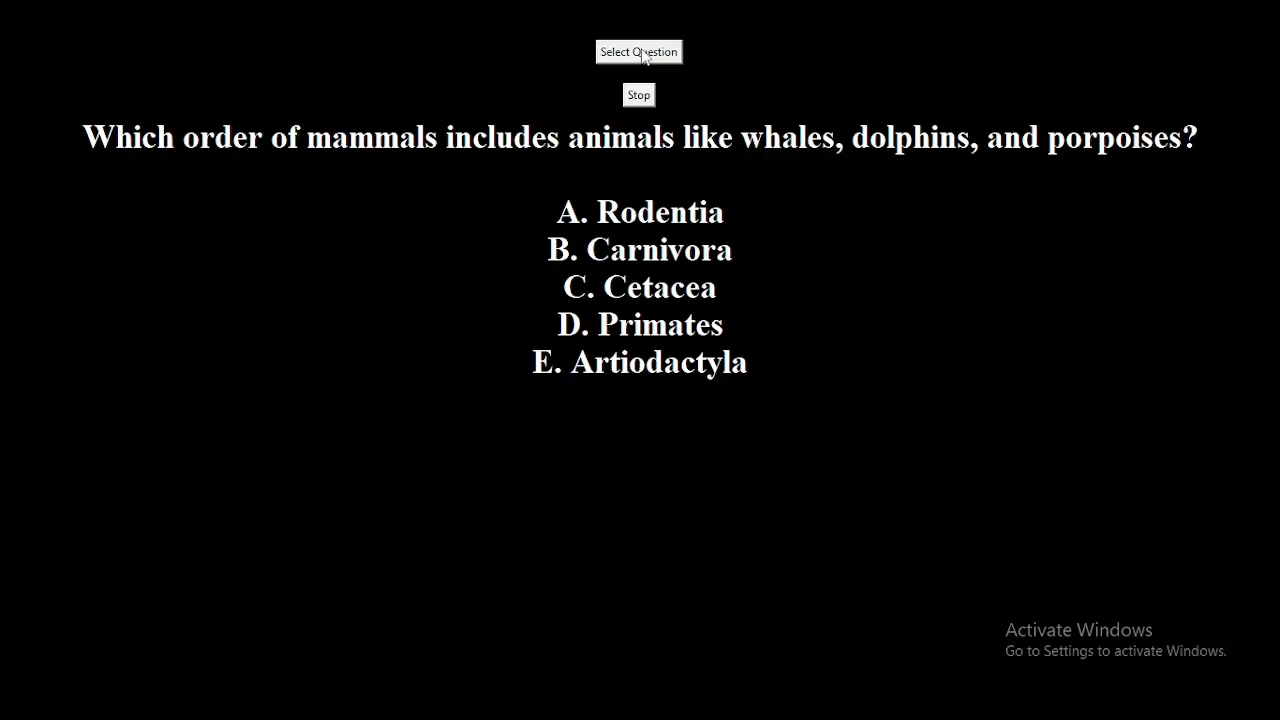 Select Question
Stop
Which order of mammals includes animals like whales, dolphins, and porpoises?
A. Rodentia
B. Carnivora
C. Cetacea
D. Primates
E. Artiodactyla
Activate Windows
Go to Settings to activate Windows.